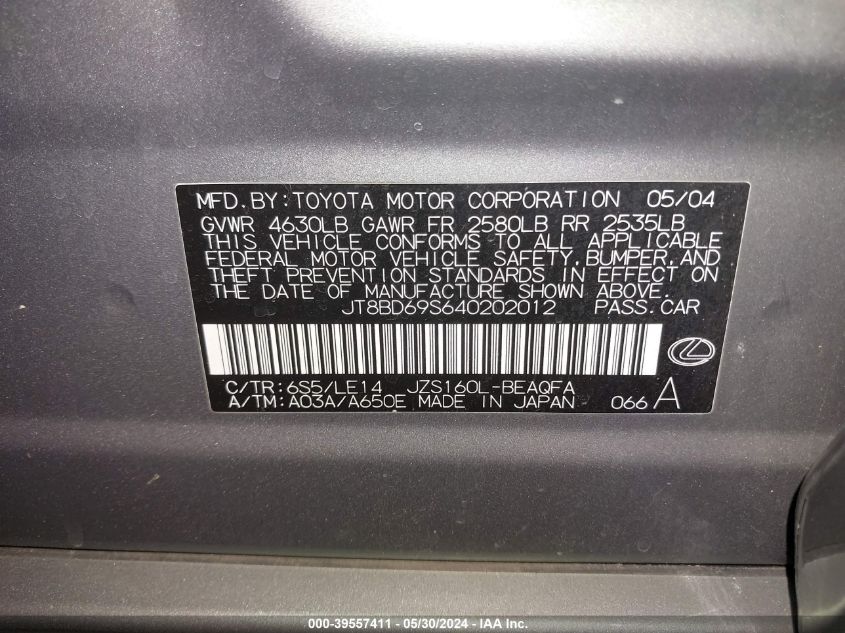 MFD.BY:TOYOTA MOTOR CORPORATION 05/04
GVWR 4630LB GAWR FR 2580LB RR 2535LB
THIS VEHICLE CONFORMS TO ALL APPLICABLE
FEDERAL MOTOR VEHICLE SAFETY,BUMPER,AND
THEFT PREVENTION STANDARDS IN EFFECT ON
THE DATE OF MANUFACTURE SHOWN ABOVE.
JT8BD69S640202012 PASS.CAR
C/TR:6S5/LE14 JZS160L-BEAQFA
A/TM:A03A/A650E MADE IN JAPAN 066 A
000-39557411 - 05/30/2024 - IAA Inc.